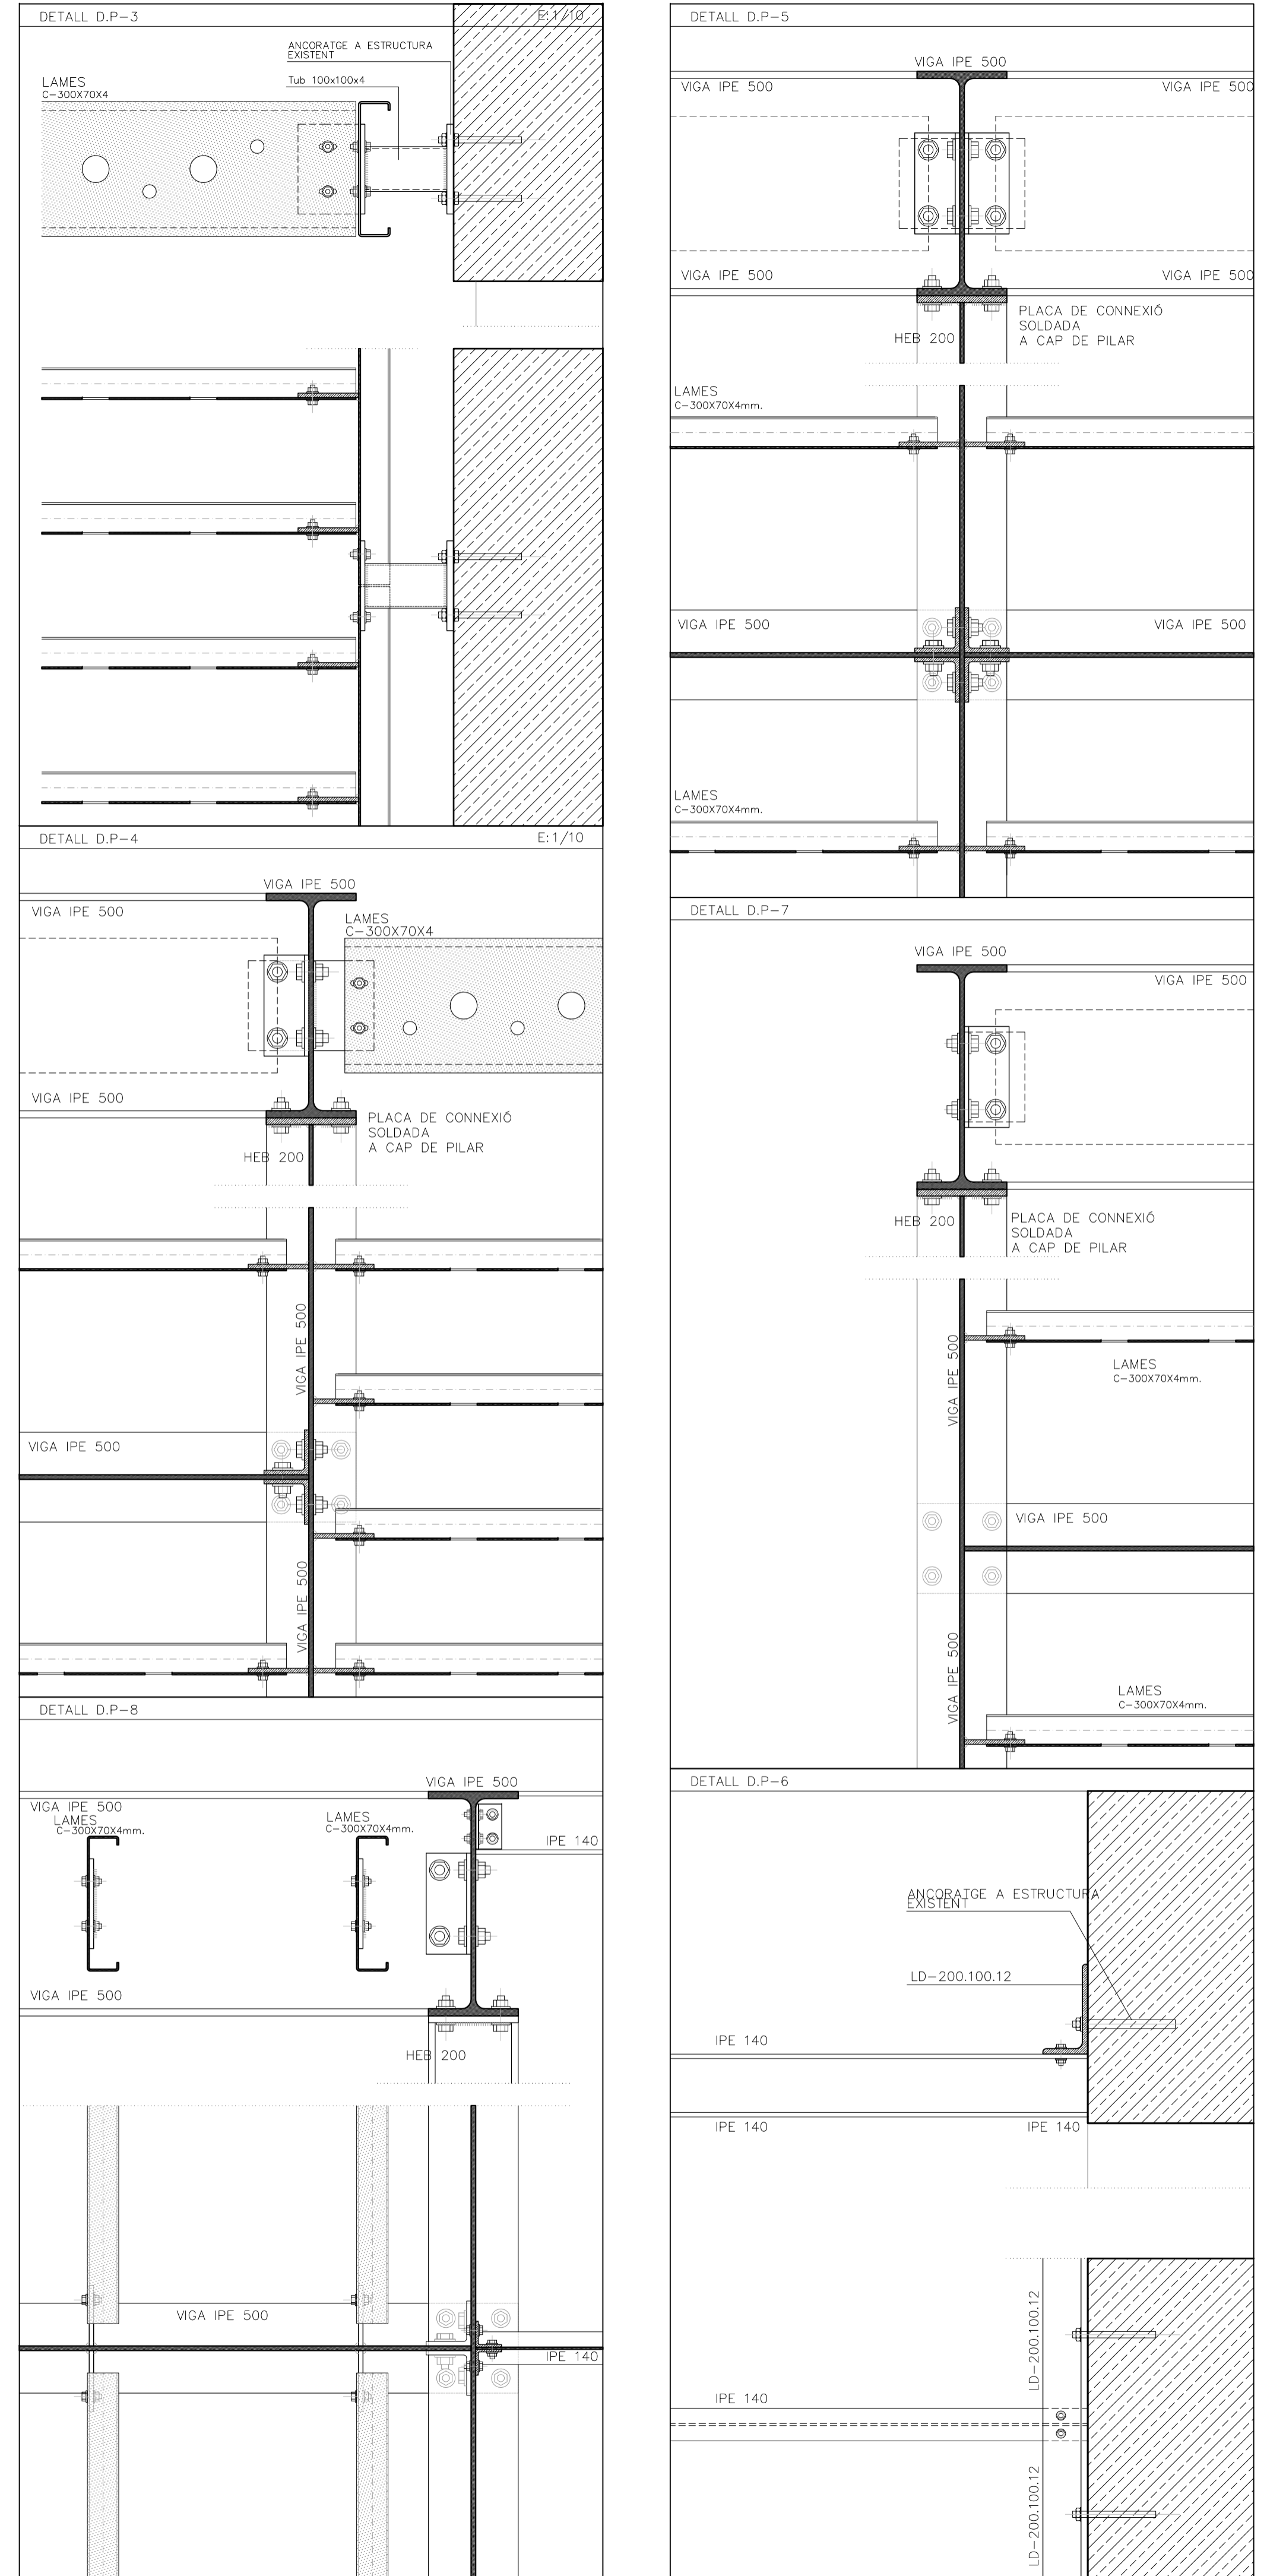 DETALL D.P-3
E:1/10
ANCORATGE A ESTRUCTURA
EXISTENT
Tub 100x100x4
LAMES
C-300X70X4
DETALL D.P-4
E:1/10
VIGA IPE 500
VIGA IPE 500
LAMES
C-300X70X4
VIGA IPE 500
PLACA DE CONNEXIÓ
SOLDADA
A CAP DE PILAR
HEB 200
VIGA IPE 500
VIGA IPE 500
VIGA IPE 500
DETALL D.P-8
VIGA IPE 500
VIGA IPE 500
LAMES
C-300X70X4mm.
LAMES
C-300X70X4mm.
IPE 140
VIGA IPE 500
HEB 200
VIGA IPE 500
IPE 140
DETALL D.P-5
VIGA IPE 500
VIGA IPE 500
VIGA IPE 500
VIGA IPE 500
VIGA IPE 500
PLACA DE CONNEXIÓ
SOLDADA
A CAP DE PILAR
HEB 200
LAMES
C-300X70X4mm.
VIGA IPE 500
VIGA IPE 500
LAMES
C-300X70X4mm.
DETALL D.P-7
VIGA IPE 500
VIGA IPE 500
HEB 200
PLACA DE CONNEXIÓ
SOLDADA
A CAP DE PILAR
VIGA IPE 500
LAMES
C-300X70X4mm.
VIGA IPE 500
VIGA IPE 500
LAMES
C-300X70X4mm.
DETALL D.P-6
ANCORATGE A ESTRUCTURA
EXISTENT
LD-200.100.12
IPE 140
IPE 140
IPE 140
LD-200.100.12
IPE 140
LD-200.100.12